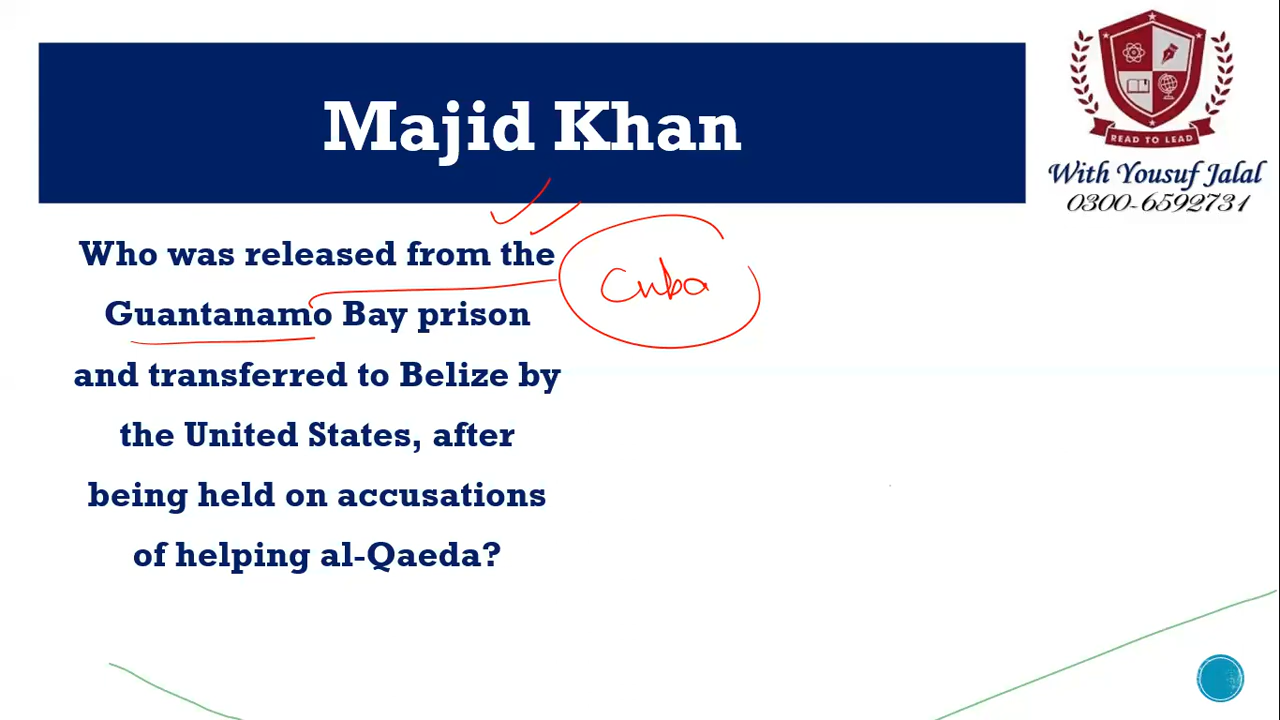 Majid Khan
READ TO LEAD
With Yousuf Jalal
0300-6592731
Who was released from the
Guantanamo Bay prison
and transferred to Belize by
the United States, after
being held on accusations
of helping al-Qaeda?
Cuba